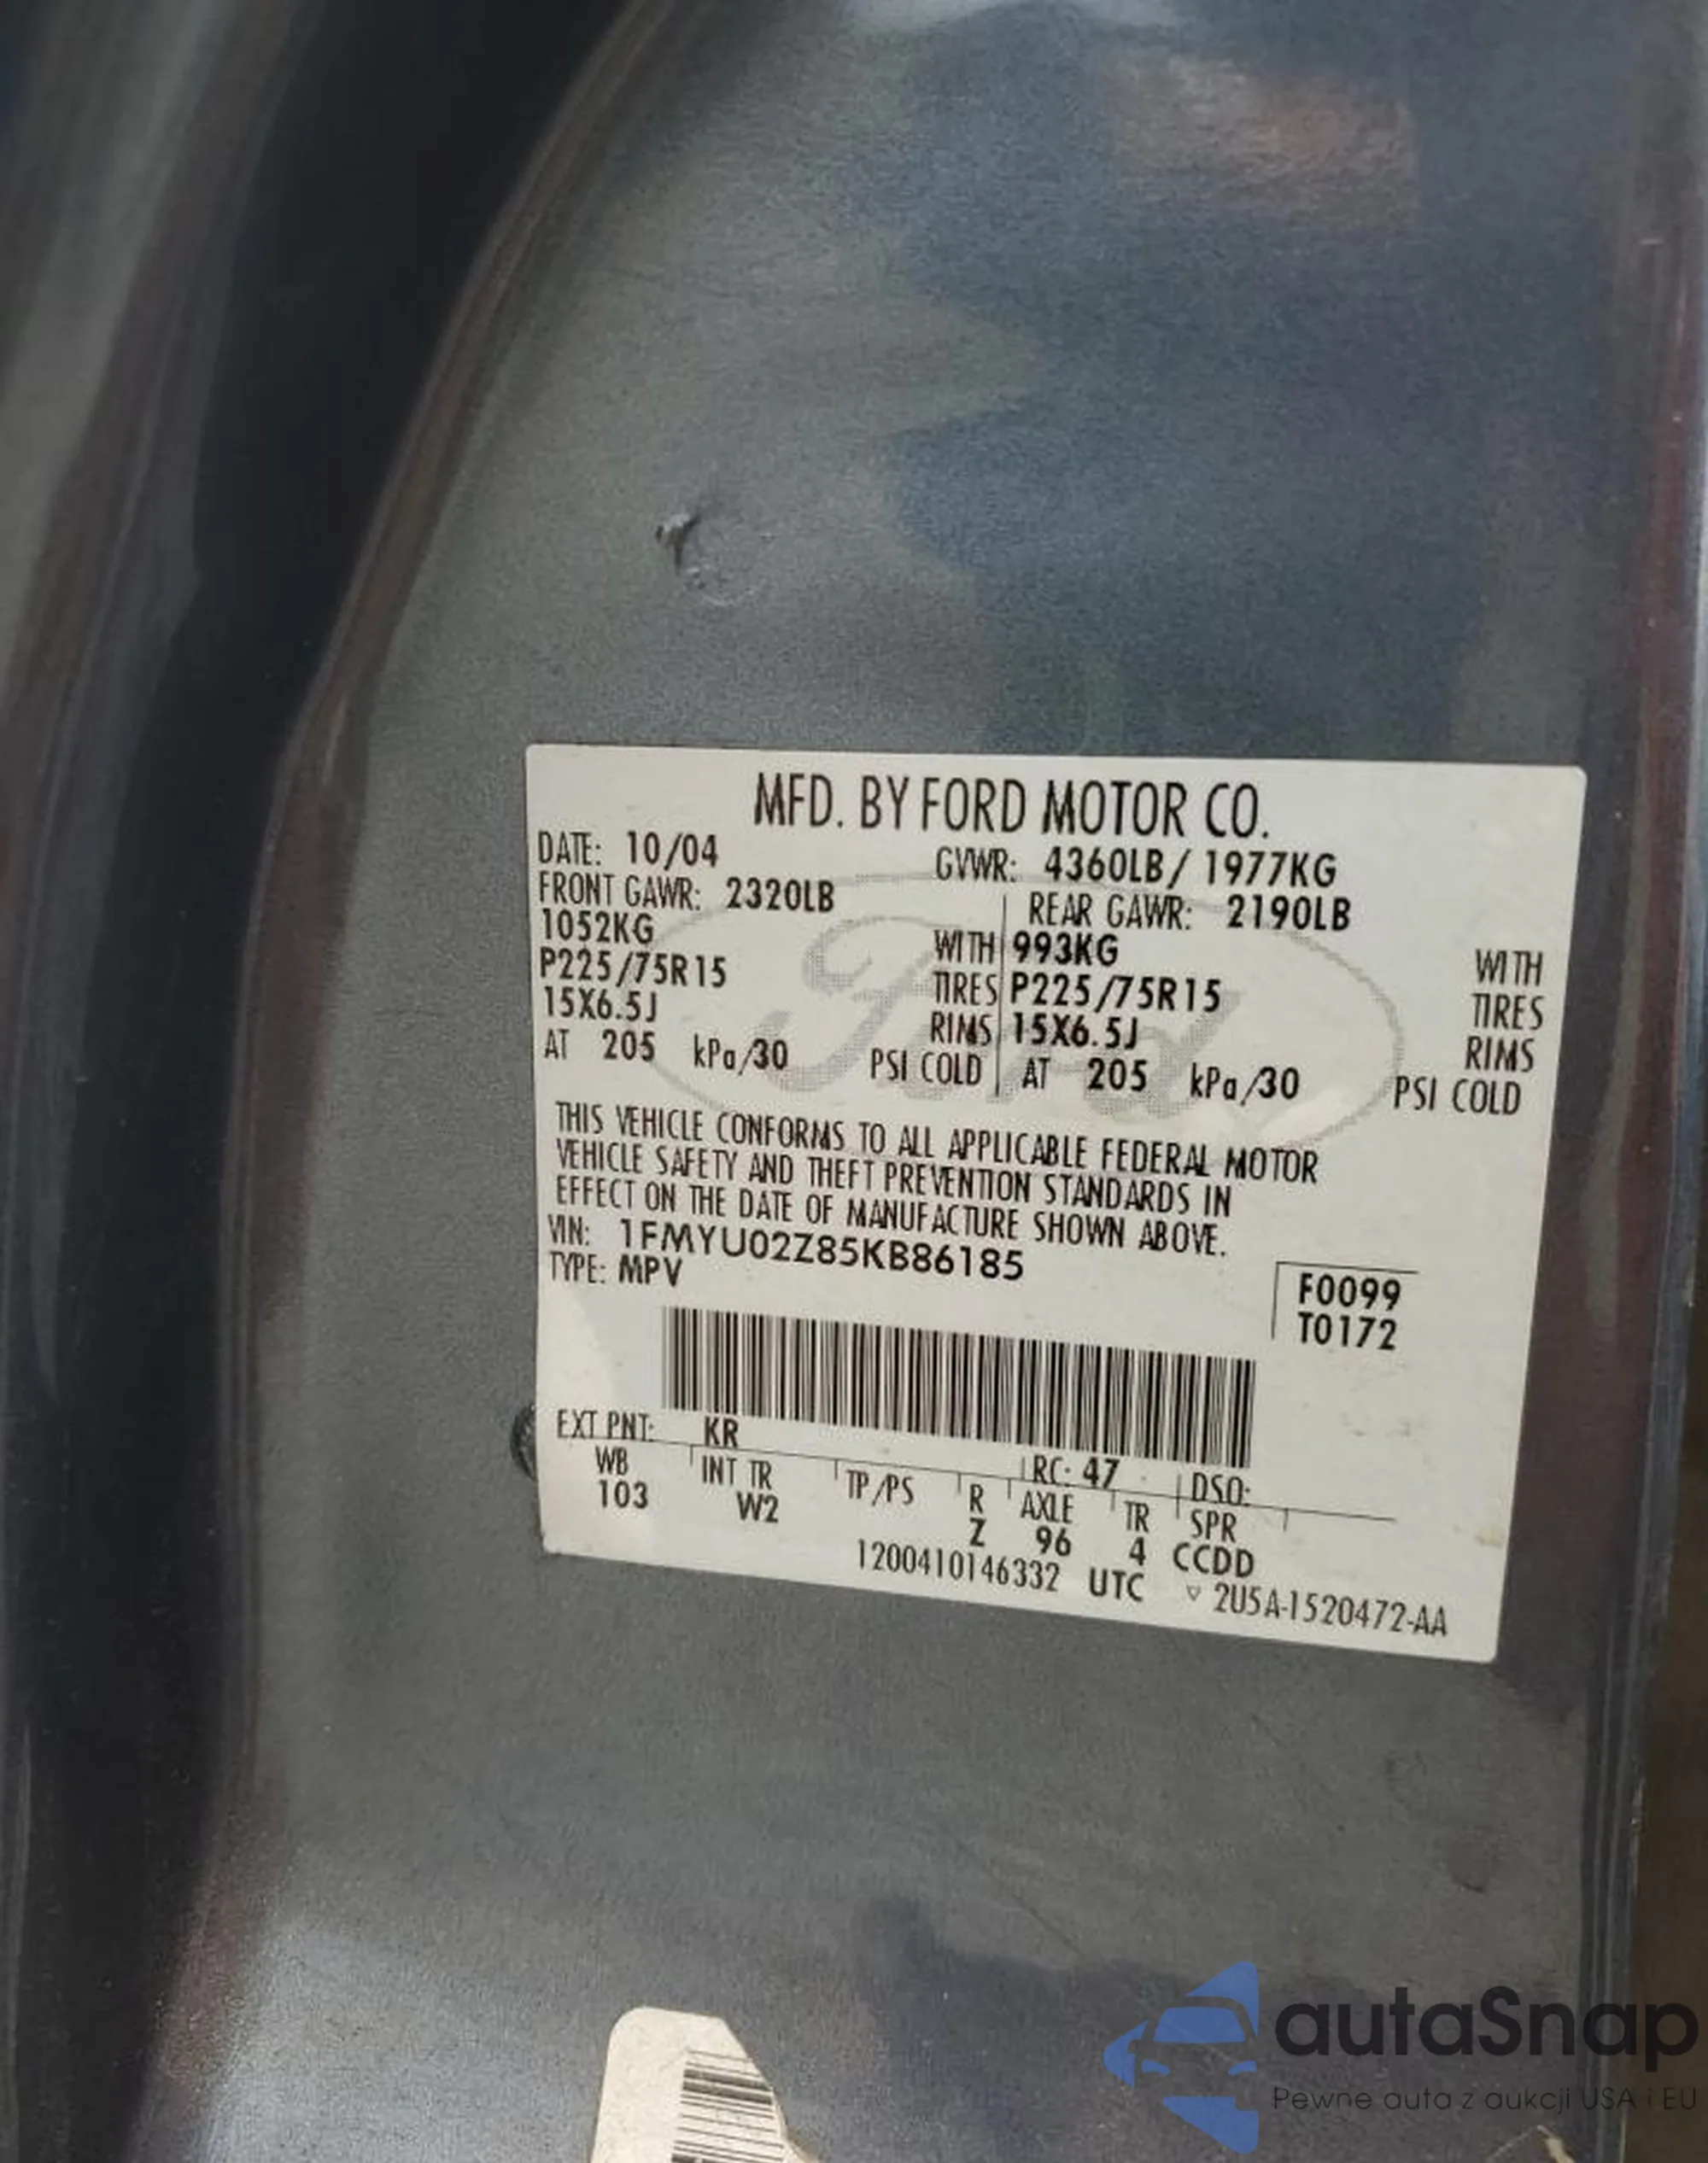 MFD. BY FORD MOTOR CO.
DATE: 10/04 GVWR: 4360LB/ 1977KG
FRONT GAWR: 2320LB REAR GAWR: 2190LB
1052KG WITH 993KG WITH
P225/75R15 TIRES P225/75R15 TIRES
15X6.5J RIMS 15X6.5J RIMS
AT 205 kPa/30 PSI COLD AT 205 kPa/30 PSI COLD
Ford
THIS VEHICLE CONFORMS TO ALL APPLICABLE FEDERAL MOTOR
VEHICLE SAFETY AND THEFT PREVENTION STANDARDS IN
EFFECT ON THE DATE OF MANUFACTURE SHOWN ABOVE.
VIN: 1FMYU02Z85KB86185
TYPE: MPV
F0099
T0172
EXT PNT: KR RC: 47 DSO:
WB INT TR TP/PS R AXLE TR SPR
103 W2 Z 96 4 CCDD
1200410146332 UTC ▽ 2U5A-1520472-AA
autaSnap
Pewne auta z aukcji USA i EU